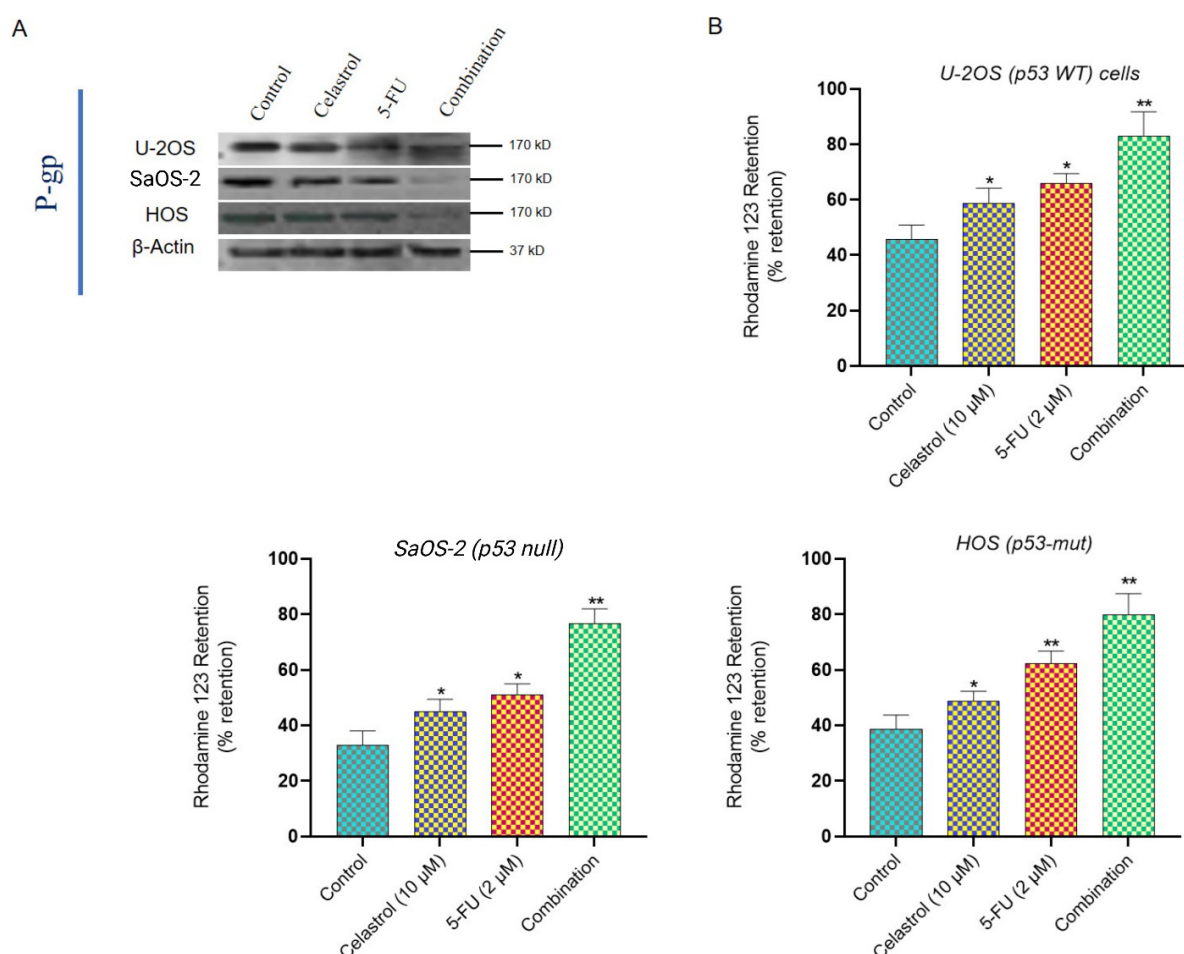 A
Control
Celastrol
5-FU
Combination
P-gp
U-2OS
170 kD
SaOS-2
170 kD
HOS
170 kD
β-Actin
37 kD
B
U-2OS (p53 WT) cells
Rhodamine 123 Retention
(% retention)
100
80
60
40
20
0
*
*
**
Control
Celastrol (10 µM)
5-FU (2 µM)
Combination
SaOS-2 (p53 null)
Rhodamine 123 Retention
(% retention)
100
80
60
40
20
0
*
*
**
Control
Celastrol (10 µM)
5-FU (2 µM)
Combination
HOS (p53-mut)
Rhodamine 123 Retention
(% retention)
100
80
60
40
20
0
*
**
**
Control
Celastrol (10 µM)
5-FU (2 µM)
Combination